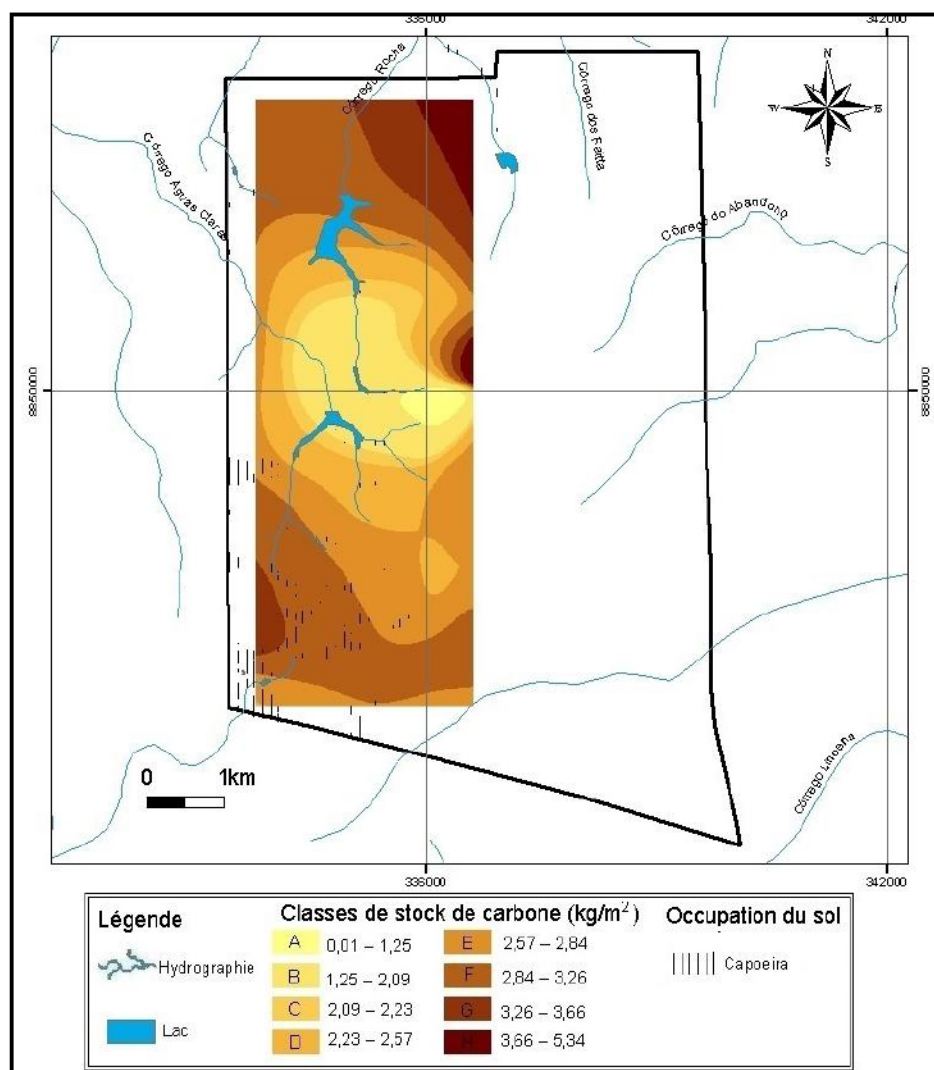 336000 342000
N
W E
S
Córrego Rocha
Córrego dos Raitta
Córrego Aguas Claras
Córrego do Abandono
8850000 8850000
0 1km
Córrego Lincana
336000 342000
Légende
Hydrographie
Lac
Classes de stock de carbone (kg/m²)
A 0,01 – 1,25
B 1,25 – 2,09
C 2,09 – 2,23
D 2,23 – 2,57
E 2,57 – 2,84
F 2,84 – 3,26
G 3,26 – 3,66
H 3,66 – 5,34
Occupation du sol
Capoeira